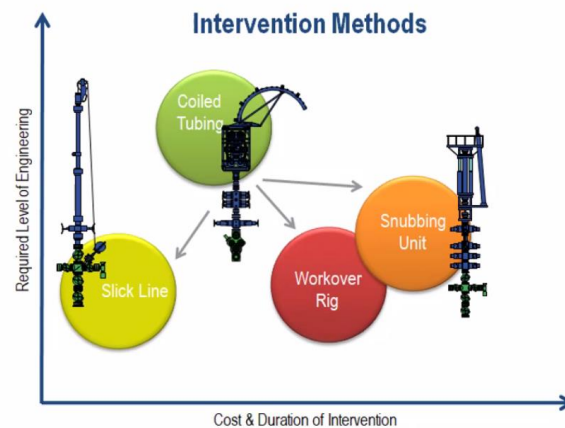 Intervention Methods
Required Level of Engineering
Coiled
Tubing
Slick Line
Workover
Rig
Snubbing
Unit
Cost & Duration of Intervention